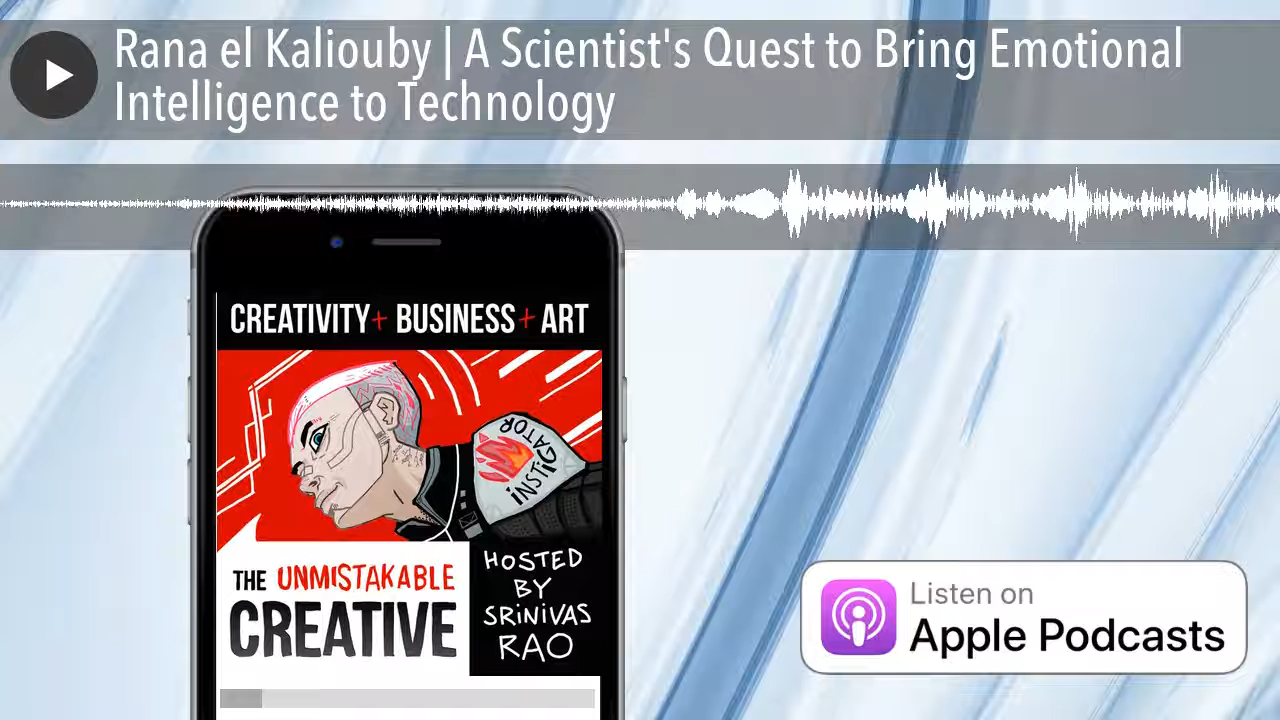 Rana el Kaliouby | A Scientist's Quest to Bring Emotional
Intelligence to Technology
CREATIVITY+ BUSINESS+ ART
INSTIGATOR
THE UNMISTAKABLE
CREATIVE
HOSTED
BY
SRINIVAS
RAO
Listen on
Apple Podcasts